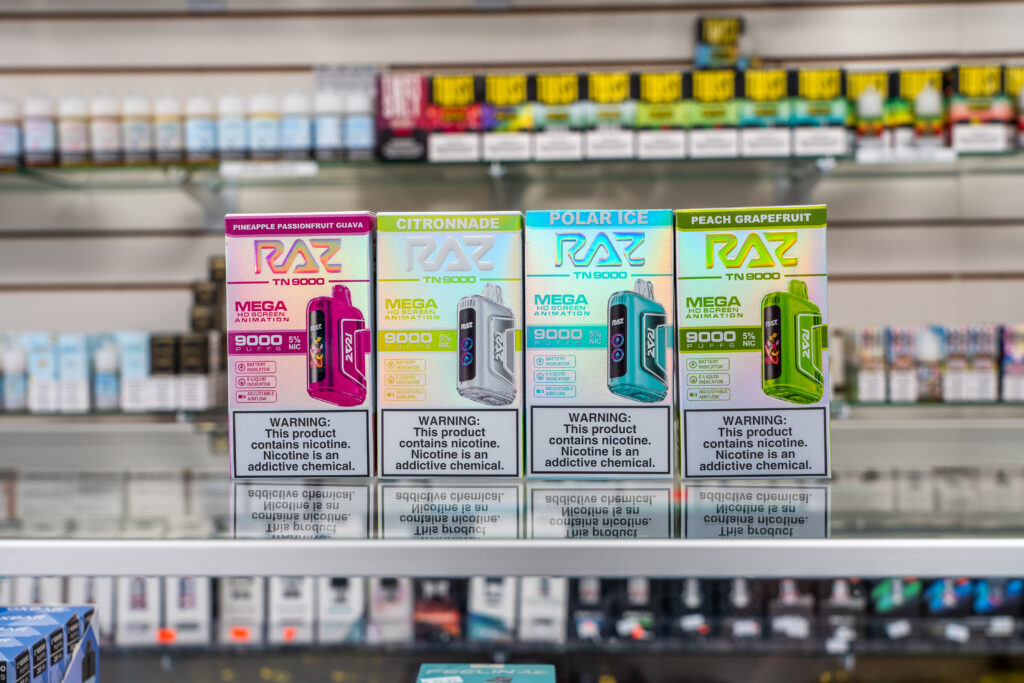 PINEAPPLE PASSIONFRUIT GUAVA
RAZ
TN 9000
MEGA
HD SCREEN
ANIMATION
9000
PUFFS
5%
NIC
BATTERY
INDICATOR
E-LIQUID
INDICATOR
ADJUSTABLE
AIRFLOW
RAZ
WARNING:
This product
contains nicotine.
Nicotine is an
addictive chemical.
CITRONNADE
RAZ
TN 9000
MEGA
HD SCREEN
ANIMATION
9000
PUFFS
5%
NIC
BATTERY
INDICATOR
E-LIQUID
INDICATOR
ADJUSTABLE
AIRFLOW
RAZ
WARNING:
This product
contains nicotine.
Nicotine is an
addictive chemical.
POLAR ICE
RAZ
TN 9000
MEGA
HD SCREEN
ANIMATION
9000
PUFFS
5%
NIC
BATTERY
INDICATOR
E-LIQUID
INDICATOR
ADJUSTABLE
AIRFLOW
RAZ
WARNING:
This product
contains nicotine.
Nicotine is an
addictive chemical.
PEACH GRAPEFRUIT
RAZ
TN 9000
MEGA
HD SCREEN
ANIMATION
9000
PUFFS
5%
NIC
BATTERY
INDICATOR
E-LIQUID
INDICATOR
ADJUSTABLE
AIRFLOW
RAZ
WARNING:
This product
contains nicotine.
Nicotine is an
addictive chemical.